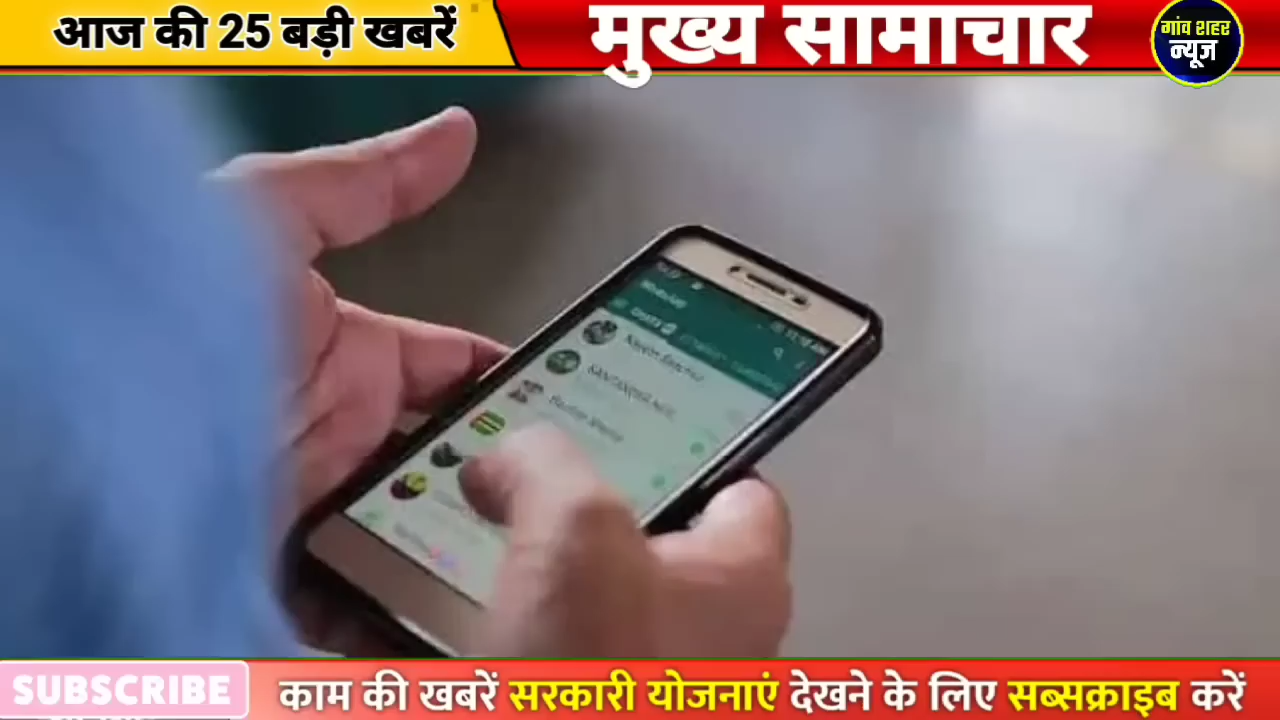 आज की 25 बड़ी खबरें
मुख्य सामाचार
गांव शहर
न्यूज
SUBSCRIBE
काम की खबरें सरकारी योजनाएं देखने के लिए सब्सक्राइब करें